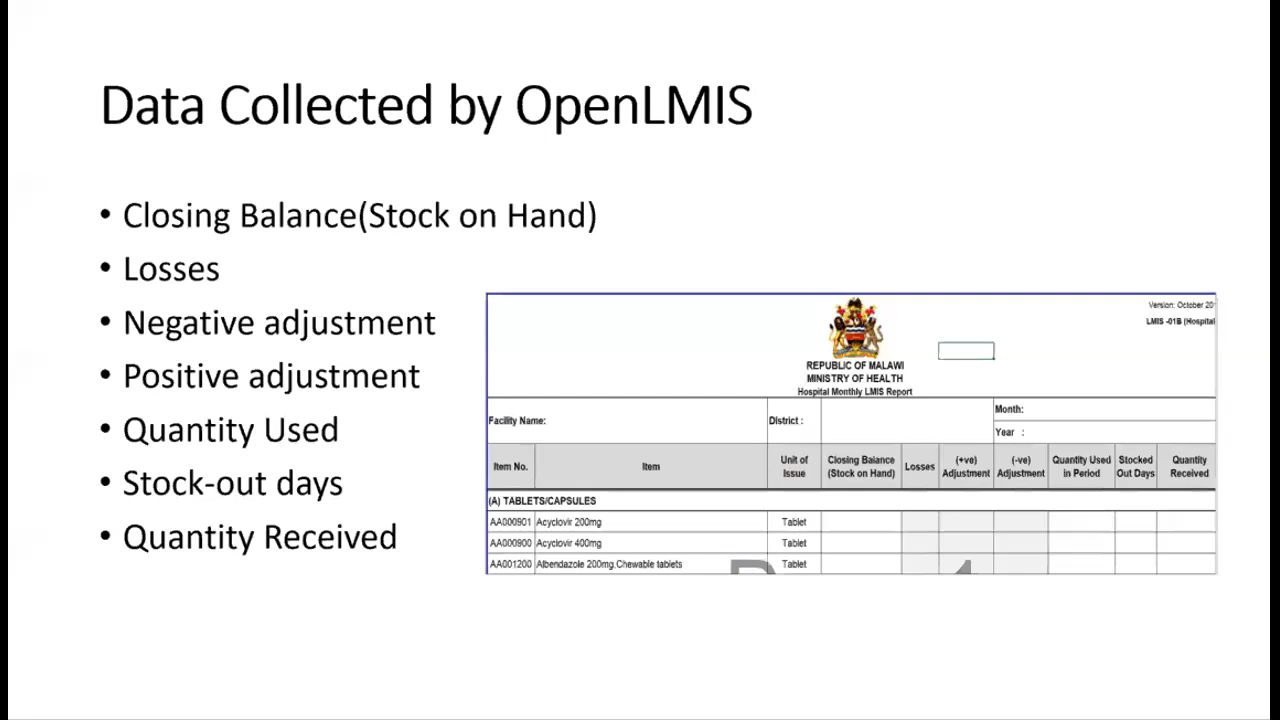 Data Collected by OpenLMIS
• Closing Balance(Stock on Hand)
• Losses
• Negative adjustment
• Positive adjustment
• Quantity Used
• Stock-out days
• Quantity Received
Version: October 20
LMIS -01B (Hospital
REPUBLIC OF MALAWI
MINISTRY OF HEALTH
Hospital Monthly LMIS Report
Facility Name:
District :
Month:
Year :
Item No.
Item
Unit of
Issue
Closing Balance
(Stock on Hand)
Losses
(+ve)
Adjustment
(-ve)
Adjustment
Quantity Used
in Period
Stocked
Out Days
Quantity
Received
(A) TABLETS/CAPSULES
AA000901 Acyclovir 200mg Tablet
AA000900 Acyclovir 400mg Tablet
AA001200 Albendazole 200mg,Chewable tablets Tablet